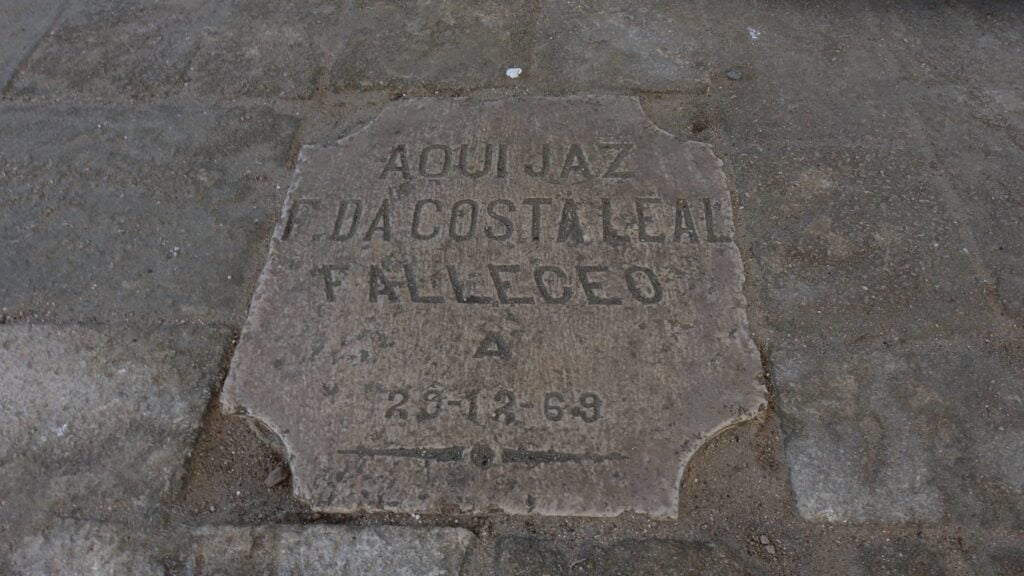 AQUI JAZ
F. DA COSTA LEAL
FALLECEO
A
29-12-69